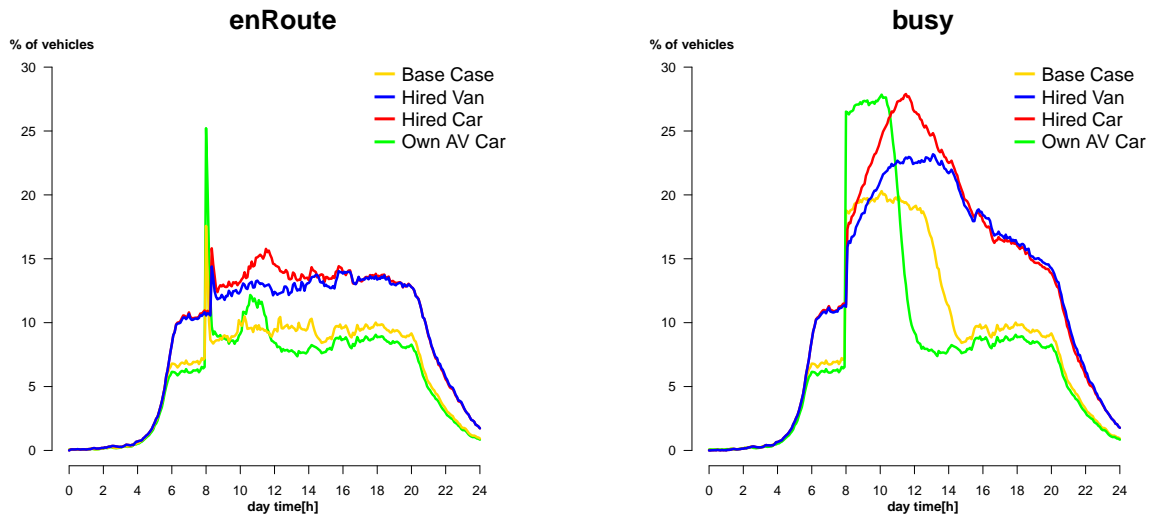 enRoute
% of vehicles
30
25
20
15
10
5
0
0 2 4 6 8 10 12 14 16 18 20 22 24
day time[h]
Base Case
Hired Van
Hired Car
Own AV Car
busy
% of vehicles
30
25
20
15
10
5
0
0 2 4 6 8 10 12 14 16 18 20 22 24
day time[h]
Base Case
Hired Van
Hired Car
Own AV Car